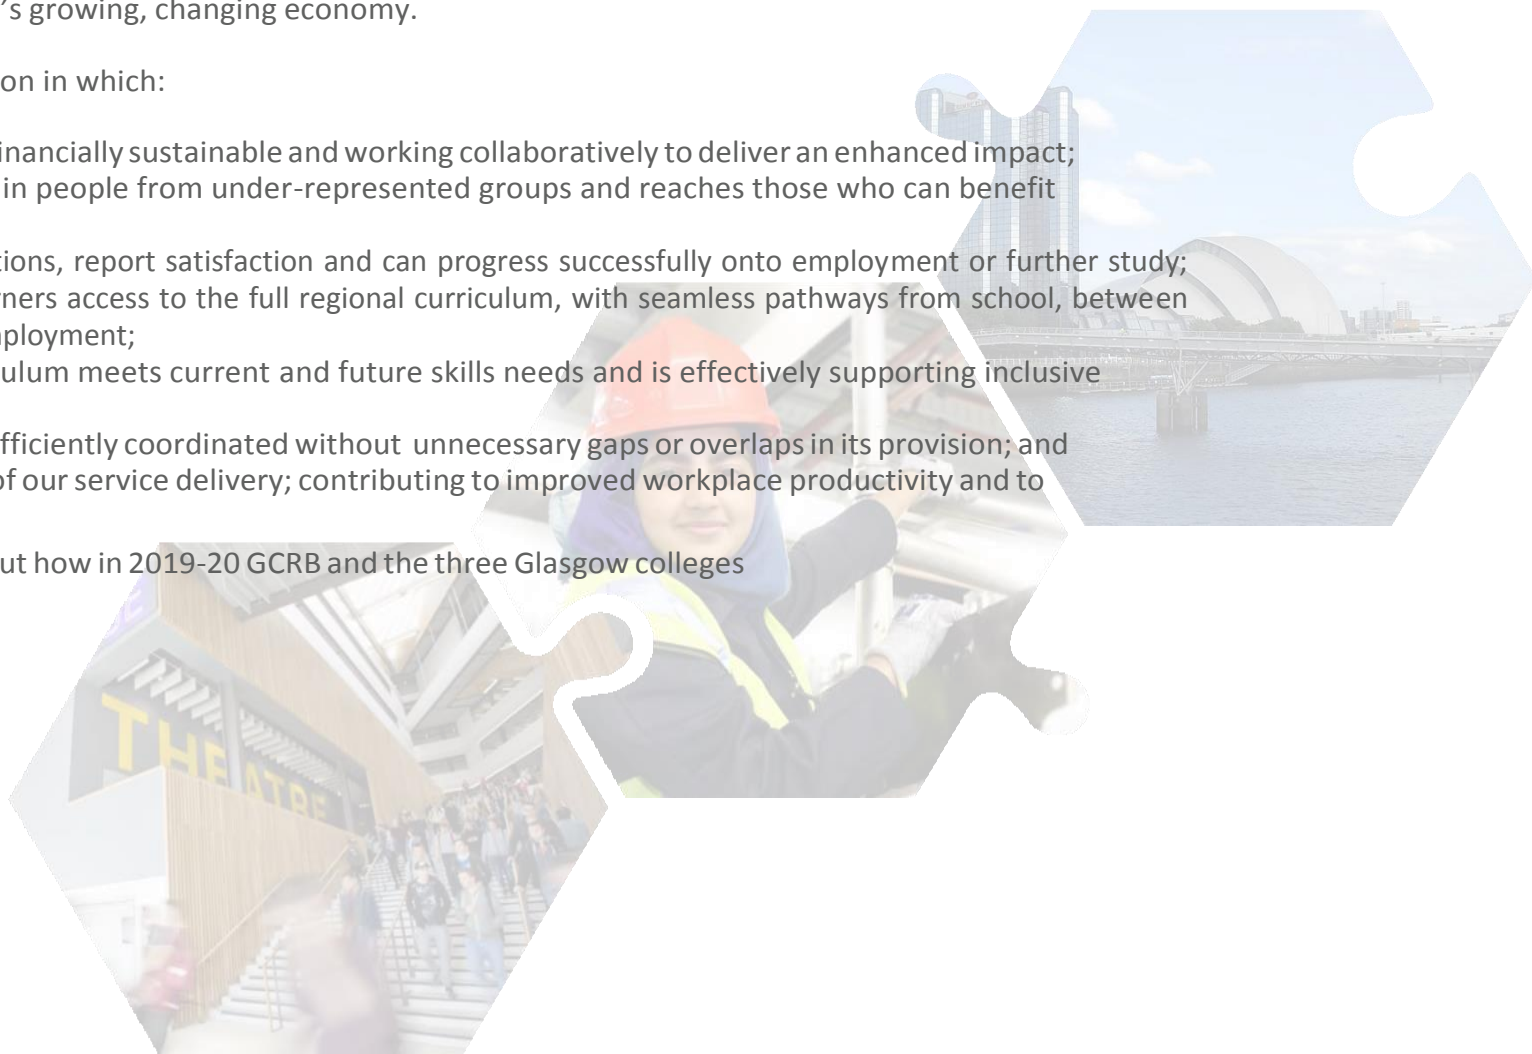 's growing, changing economy.
on in which:
inancially sustainable and working collaboratively to deliver an enhanced impact;
in people from under-represented groups and reaches those who can benefit
tions, report satisfaction and can progress successfully onto employment or further study;
rners access to the full regional curriculum, with seamless pathways from school, between
ployment;
ulum meets current and future skills needs and is effectively supporting inclusive
fficiently coordinated without unnecessary gaps or overlaps in its provision; and
of our service delivery; contributing to improved workplace productivity and to
ut how in 2019-20 GCRB and the three Glasgow colleges
THEATRE